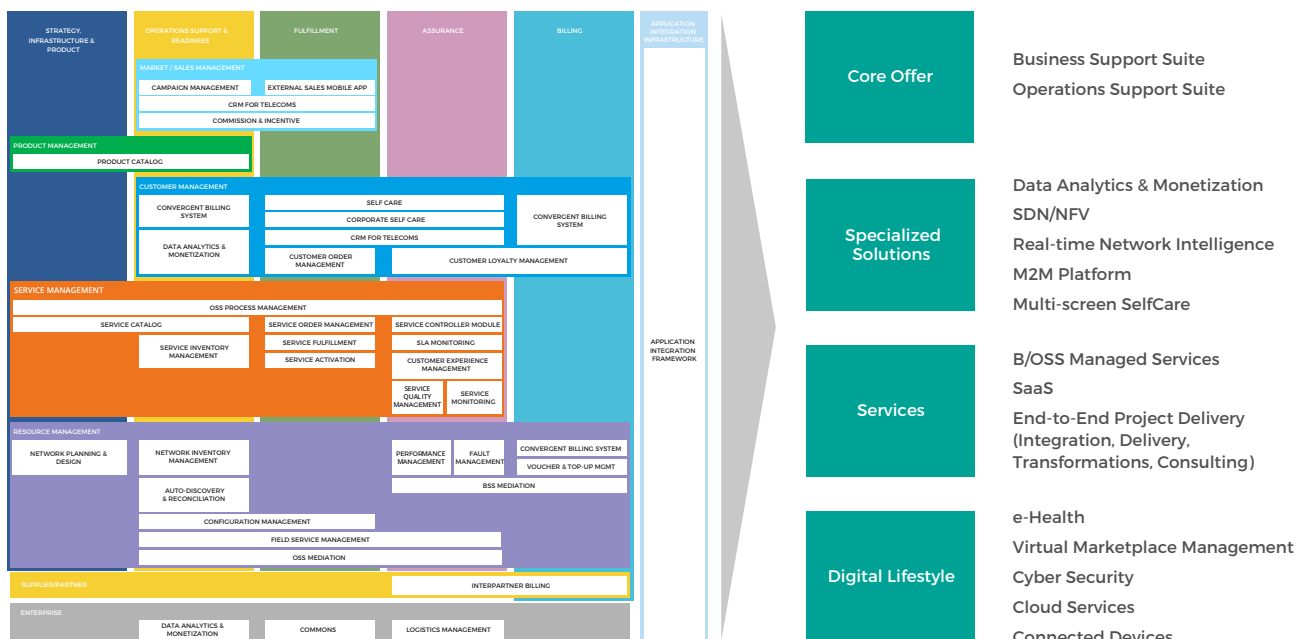 STRATEGY,
INFRASTRUCTURE &
PRODUCT
OPERATIONS SUPPORT &
READINESS
FULFILLMENT
ASSURANCE
BILLING
APPLICATION
INTEGRATION
INFRASTRUCTURE
MARKET / SALES MANAGEMENT
CAMPAIGN MANAGEMENT
EXTERNAL SALES MOBILE APP
CRM FOR TELECOMS
COMMISSION & INCENTIVE
PRODUCT MANAGEMENT
PRODUCT CATALOG
CUSTOMER MANAGEMENT
CONVERGENT BILLING
SYSTEM
DATA ANALYTICS &
MONETIZATION
SELF CARE
CORPORATE SELF CARE
CRM FOR TELECOMS
CUSTOMER ORDER
MANAGEMENT
CUSTOMER LOYALTY MANAGEMENT
CONVERGENT BILLING
SYSTEM
SERVICE MANAGEMENT
OSS PROCESS MANAGEMENT
SERVICE CATALOG
SERVICE ORDER MANAGEMENT
SERVICE CONTROLLER MODULE
SERVICE INVENTORY
MANAGEMENT
SERVICE FULFILLMENT
SERVICE ACTIVATION
SLA MONITORING
CUSTOMER EXPERIENCE
MANAGEMENT
SERVICE
QUALITY
MANAGEMENT
SERVICE
MONITORING
APPLICATION
INTEGRATION
FRAMEWORK
RESOURCE MANAGEMENT
NETWORK PLANNING &
DESIGN
NETWORK INVENTORY
MANAGEMENT
PERFORMANCE
MANAGEMENT
FAULT
MANAGEMENT
CONVERGENT BILLING SYSTEM
VOUCHER & TOP-UP MGMT
AUTO-DISCOVERY
& RECONCILIATION
BSS MEDIATION
CONFIGURATION MANAGEMENT
FIELD SERVICE MANAGEMENT
OSS MEDIATION
SUPPLIER/PARTNER
INTERPARTNER BILLING
ENTERPRISE
DATA ANALYTICS &
MONETIZATION
COMMONS
LOGISTICS MANAGEMENT
Core Offer
Business Support Suite
Operations Support Suite
Specialized
Solutions
Data Analytics & Monetization
SDN/NFV
Real-time Network Intelligence
M2M Platform
Multi-screen SelfCare
Services
B/OSS Managed Services
SaaS
End-to-End Project Delivery
(Integration, Delivery,
Transformations, Consulting)
Digital Lifestyle
e-Health
Virtual Marketplace Management
Cyber Security
Cloud Services
Connected Devices